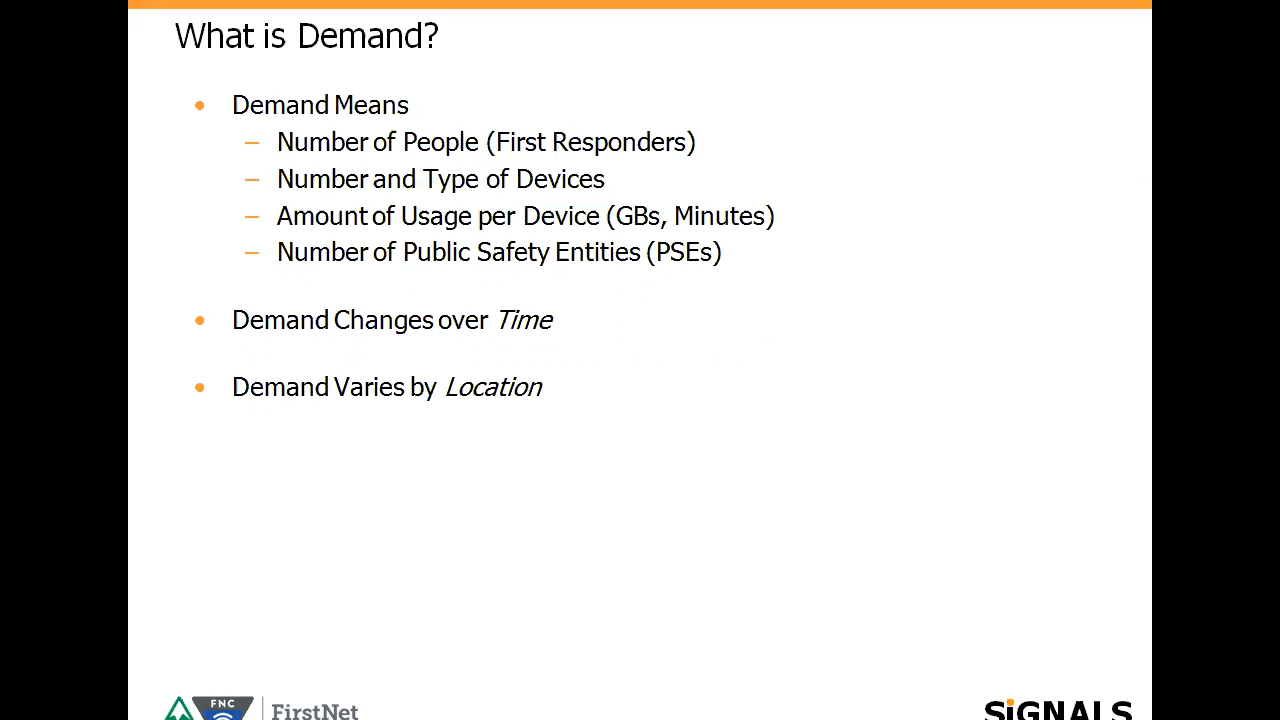 What is Demand?
• Demand Means
– Number of People (First Responders)
– Number and Type of Devices
– Amount of Usage per Device (GBs, Minutes)
– Number of Public Safety Entities (PSEs)
• Demand Changes over Time
• Demand Varies by Location
FNC
FirstNet
SiGNALS